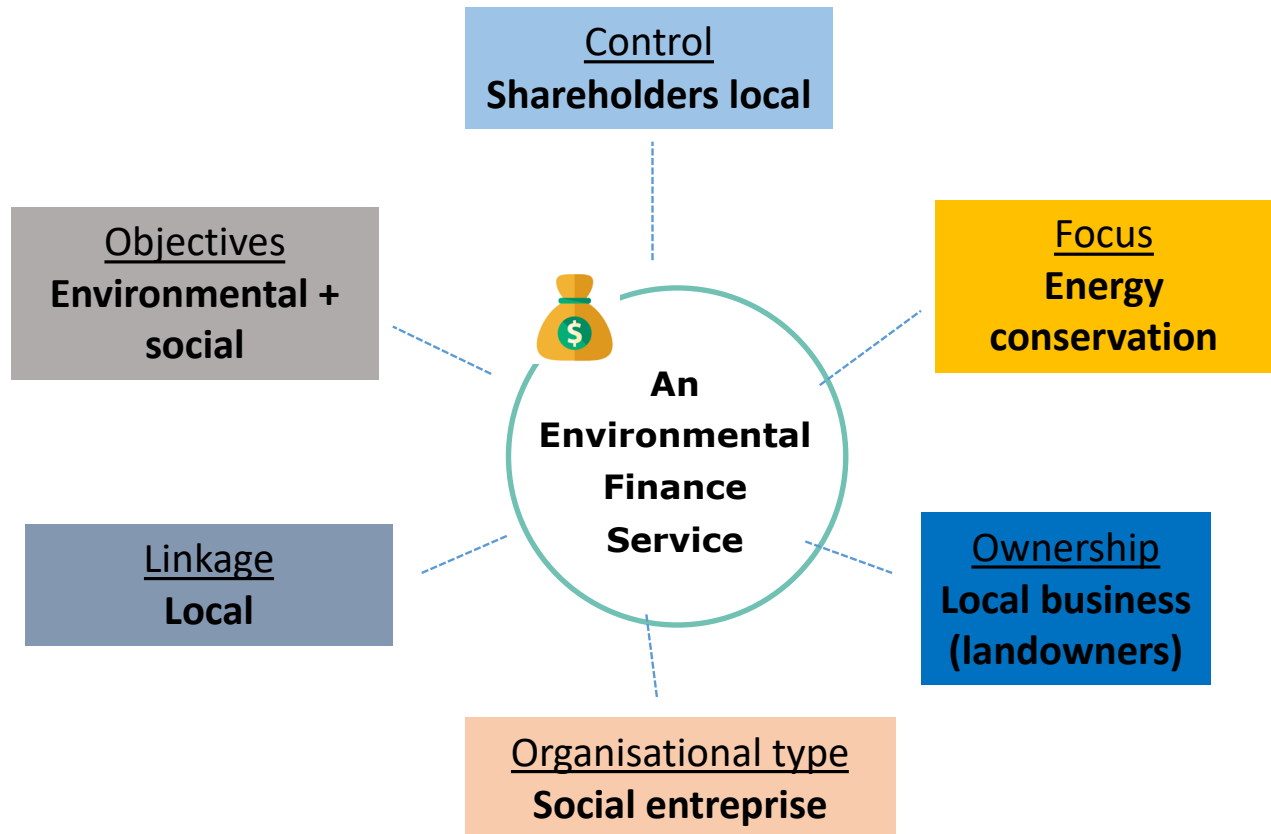 Control
Shareholders local
Objectives
Environmental +
social
Focus
Energy
conservation
$
An
Environmental
Finance
Service
Linkage
Local
Ownership
Local business
(landowners)
Organisational type
Social entreprise